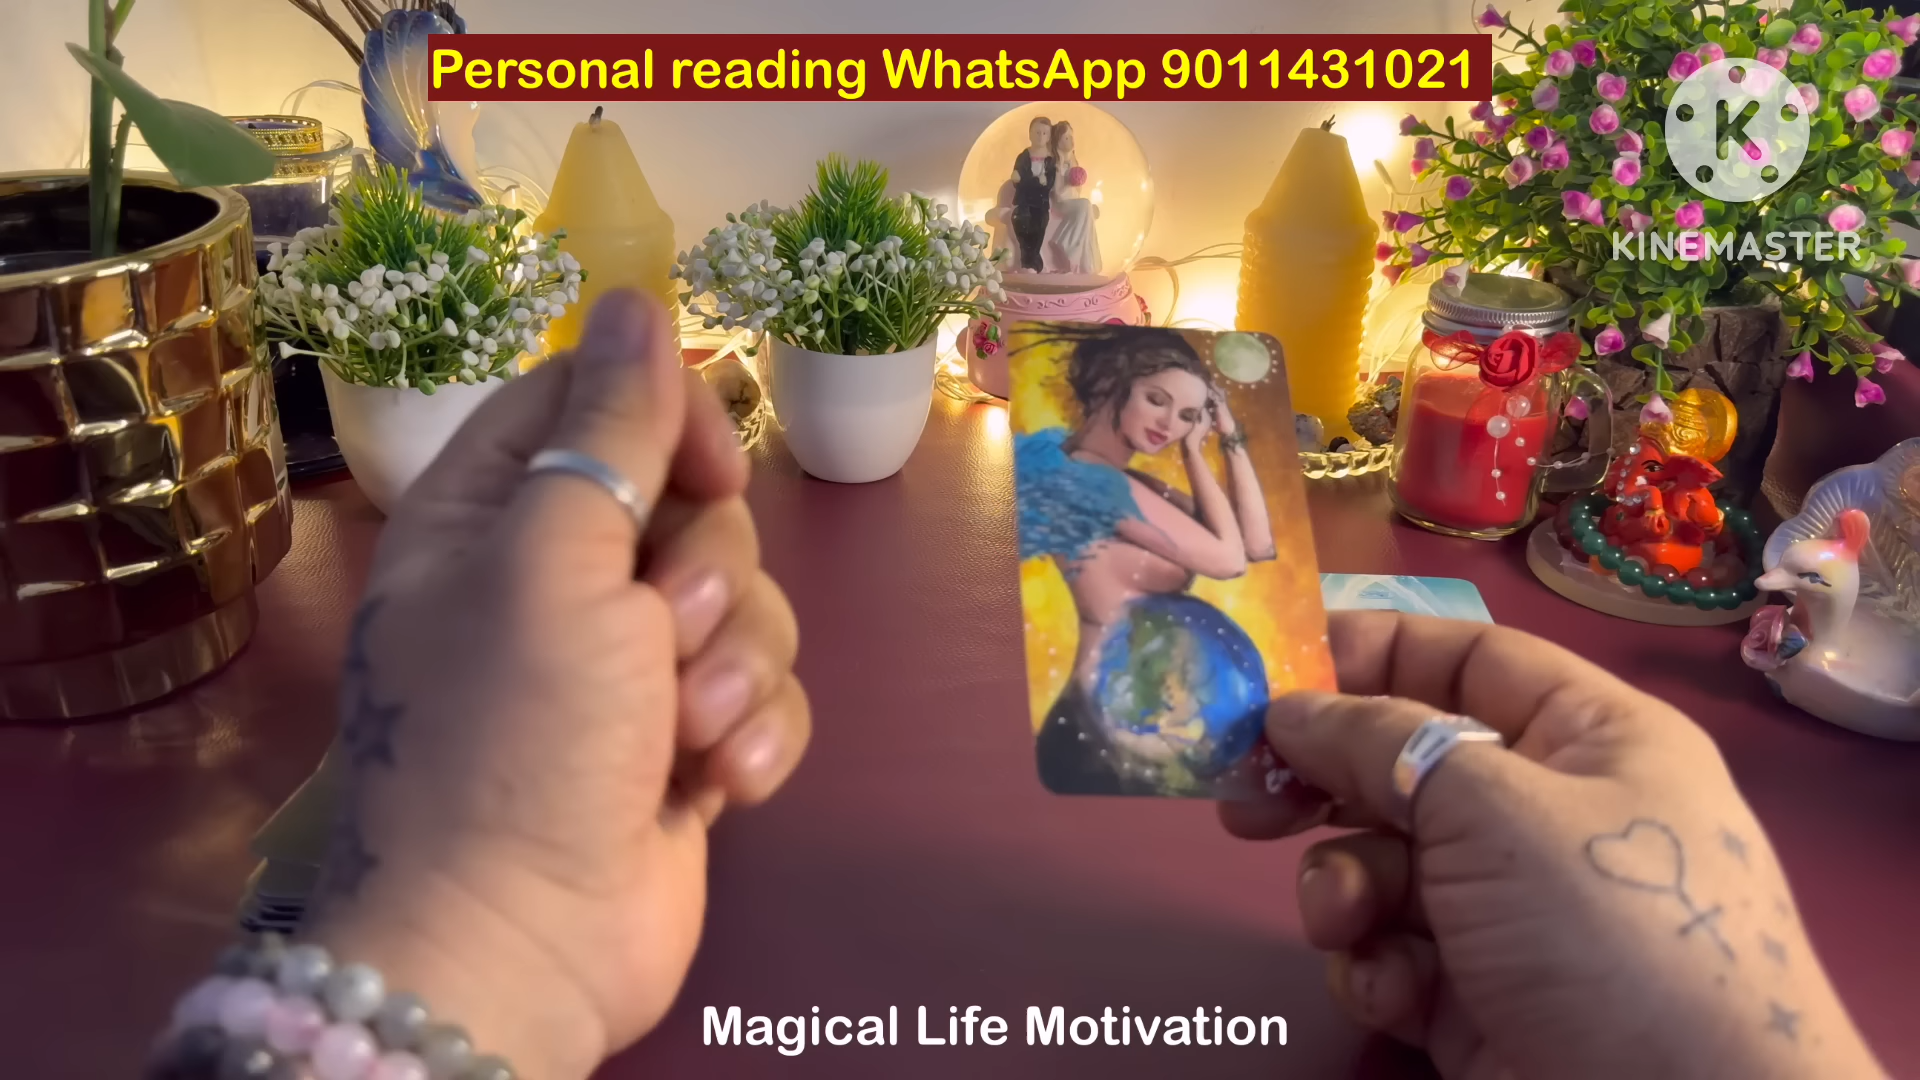 Personal reading WhatsApp 9011431021
K
KINEMASTER
Magical Life Motivation